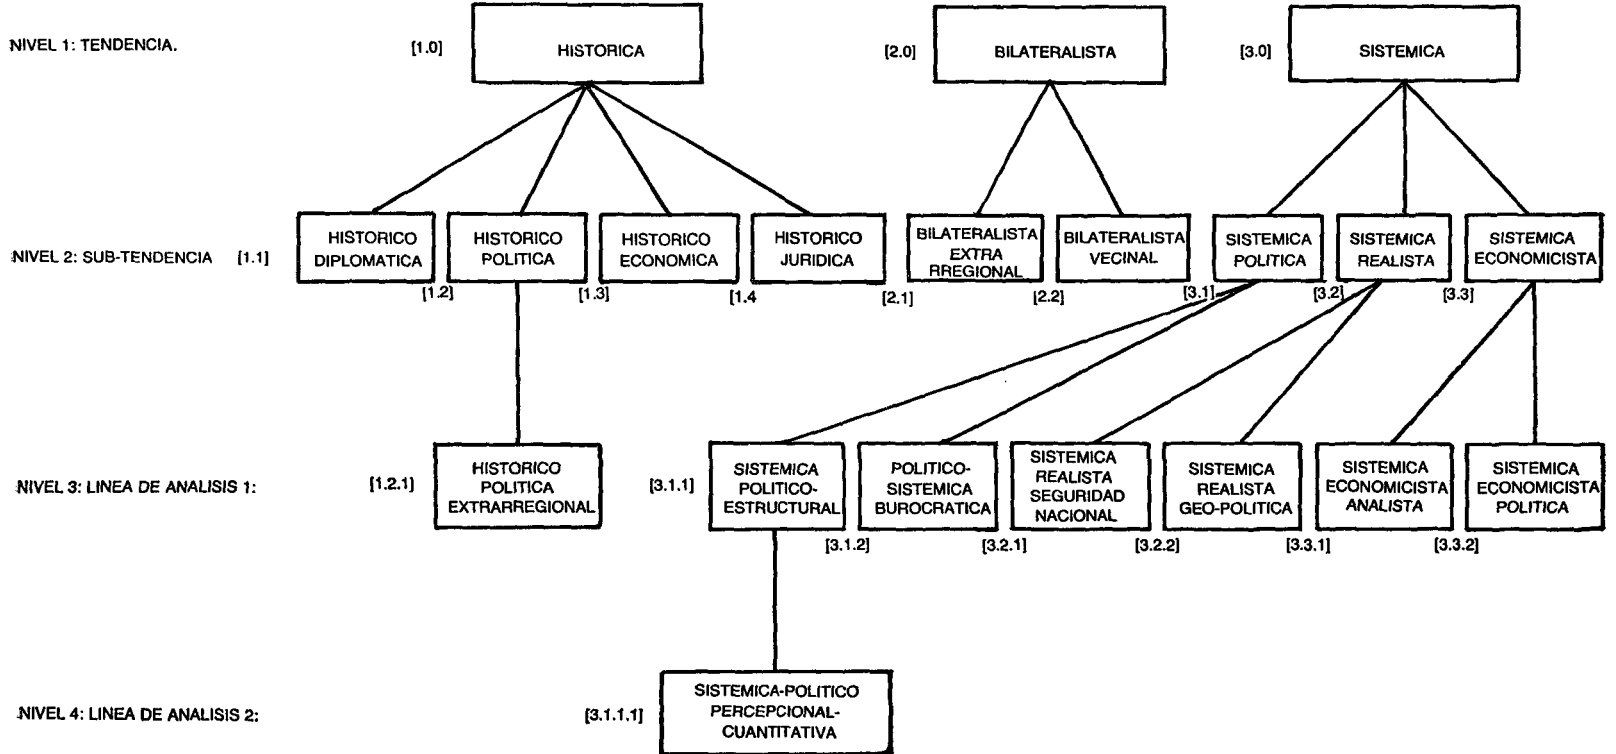 NIVEL 1: TENDENCIA.
[1.0]
HISTORICA
[2.0]
BILATERALISTA
[3.0]
SISTEMICA
NIVEL 2: SUB-TENDENCIA
[1.1]
HISTORICO
DIPLOMATICA
[1.2]
HISTORICO
POLITICA
[1.3]
HISTORICO
ECONOMICA
[1.4
HISTORICO
JURIDICA
[2.1]
BILATERALISTA
EXTRA
RREGIONAL
[2.2]
BILATERALISTA
VECINAL
[3.1]
SISTEMICA
POLITICA
[3.2]
SISTEMICA
REALISTA
[3.3]
SISTEMICA
ECONOMICISTA
NIVEL 3: LINEA DE ANALISIS 1:
[1.2.1]
HISTORICO
POLITICA
EXTRARREGIONAL
[3.1.1]
SISTEMICA
POLITICO-
ESTRUCTURAL
[3.1.2]
POLITICO-
SISTEMICA
BUROCRATICA
[3.2.1]
SISTEMICA
REALISTA
SEGURIDAD
NACIONAL
[3.2.2]
SISTEMICA
REALISTA
GEO-POLITICA
[3.3.1]
SISTEMICA
ECONOMICISTA
ANALISTA
[3.3.2]
SISTEMICA
ECONOMICISTA
POLITICA
NIVEL 4: LINEA DE ANALISIS 2:
[3.1.1.1]
SISTEMICA-POLITICO
PERCEPCIONAL-
CUANTITATIVA